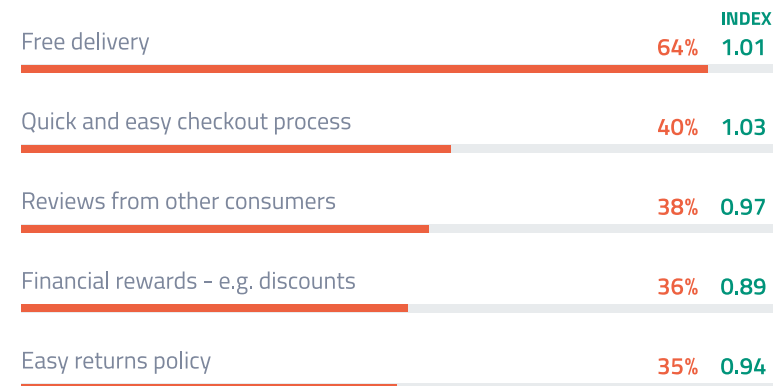 INDEX
Free delivery 64% 1.01
Quick and easy checkout process 40% 1.03
Reviews from other consumers 38% 0.97
Financial rewards - e.g. discounts 36% 0.89
Easy returns policy 35% 0.94